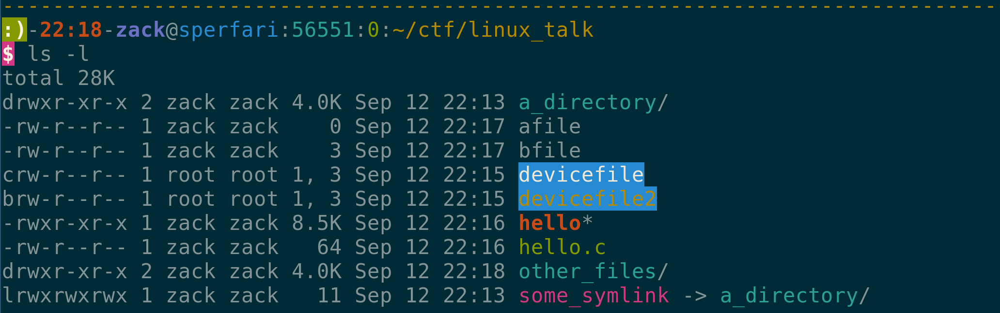 --------------------------------------------------------------------------------
:)-22:18-zack@sperfari:56551:0:~/ctf/linux_talk
$ ls -l
total 28K
drwxr-xr-x 2 zack zack 4.0K Sep 12 22:13 a_directory/
-rw-r--r-- 1 zack zack    0 Sep 12 22:17 afile
-rw-r--r-- 1 zack zack    3 Sep 12 22:17 bfile
crw-r--r-- 1 root root 1, 3 Sep 12 22:15 devicefile
brw-r--r-- 1 root root 1, 3 Sep 12 22:15 devicefile2
-rwxr-xr-x 1 zack zack 8.5K Sep 12 22:16 hello*
-rw-r--r-- 1 zack zack   64 Sep 12 22:16 hello.c
drwxr-xr-x 2 zack zack 4.0K Sep 12 22:18 other_files/
lrwxrwxrwx 1 zack zack   11 Sep 12 22:13 some_symlink -> a_directory/